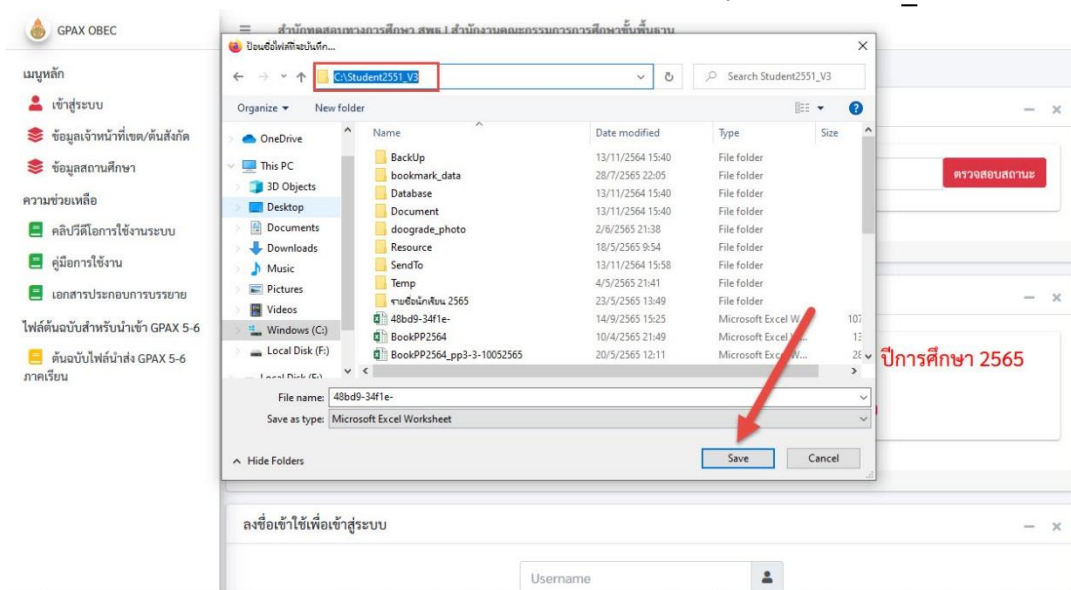 GPAX OBEC
สำนักทดสอบทางการศึกษา สพฐ.| สำนักงานคณะกรรมการการศึกษาขั้นพื้นฐาน
เมนูหลัก
เข้าสู่ระบบ
ข้อมูลเจ้าหน้าที่เขต/ต้นสังกัด
ข้อมูลสถานศึกษา
ความช่วยเหลือ
คลิปวีดีโอการใช้งานระบบ
คู่มือการใช้งาน
เอกสารประกอบการบรรยาย
ไฟล์ต้นฉบับสำหรับนำเข้า GPAX 5-6
ต้นฉบับไฟล์นำส่ง GPAX 5-6
ภาคเรียน
ป้อนชื่อไฟล์ที่จะบันทึก...
C:\Student2551_V3
Search Student2551_V3
Organize
New folder
OneDrive
This PC
3D Objects
Desktop
Documents
Downloads
Music
Pictures
Videos
Windows (C:)
Local Disk (F:)
Name Date modified Type Size
BackUp 13/11/2564 15:40 File folder
bookmark_data 28/7/2565 22:05 File folder
Database 13/11/2564 15:40 File folder
Document 13/11/2564 15:40 File folder
doograde_photo 2/6/2565 21:38 File folder
Resource 18/5/2565 9:54 File folder
SendTo 13/11/2564 15:58 File folder
Temp 4/5/2565 21:41 File folder
รายชื่อนักเรียน 2565 23/5/2565 13:49 File folder
48bd9-34f1e- 14/9/2565 15:25 Microsoft Excel W 107
BookPP2564 10/4/2565 21:49 Microsoft Excel
BookPP2564_pp3-3-10052565 20/5/2565 12:11 Microsoft Excel W...
File name: 48bd9-34f1e-
Save as type: Microsoft Excel Worksheet
Hide Folders
Save
Cancel
ตรวจสอบสถานะ
ปีการศึกษา 2565
ลงชื่อเข้าใช้เพื่อเข้าสู่ระบบ
Username